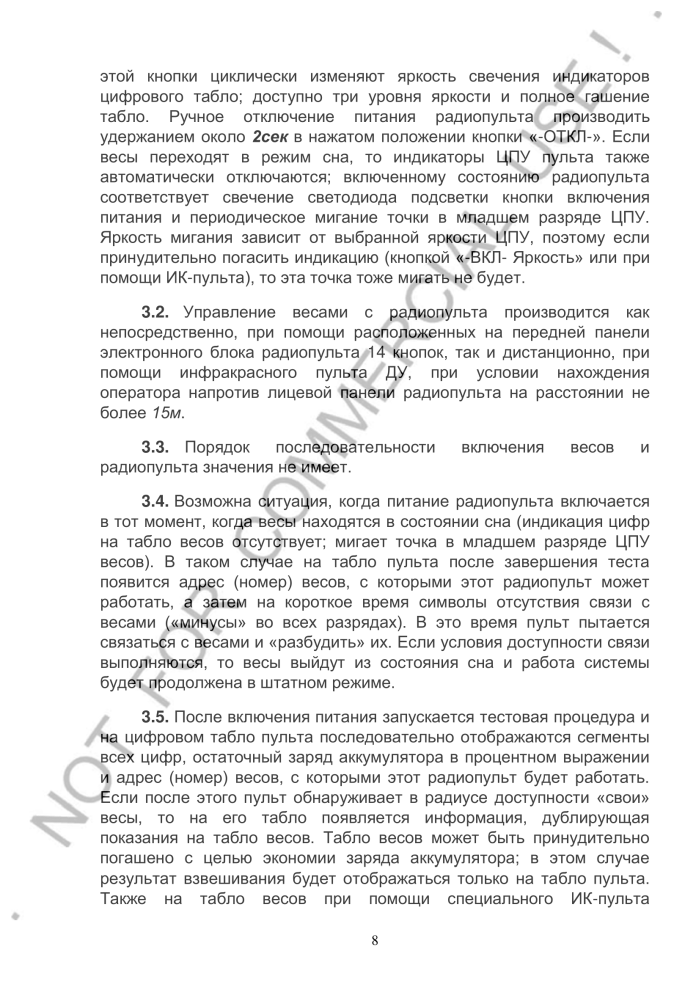 этой кнопки циклически изменяют яркость свечения индикаторов
цифрового табло; доступно три уровня яркости и полное гашение
табло. Ручное отключение питания радиопульта производить
удержанием около 2сек в нажатом положении кнопки «-ОТКЛ-». Если
весы переходят в режим сна, то индикаторы ЦПУ пульта также
автоматически отключаются; включенному состоянию радиопульта
соответствует свечение светодиода подсветки кнопки включения
питания и периодическое мигание точки в младшем разряде ЦПУ.
Яркость мигания зависит от выбранной яркости ЦПУ, поэтому если
принудительно погасить индикацию (кнопкой «-ВКЛ- Яркость» или при
помощи ИК-пульта), то эта точка тоже мигать не будет.
3.2. Управление весами с радиопульта производится как
непосредственно, при помощи расположенных на передней панели
электронного блока радиопульта 14 кнопок, так и дистанционно, при
помощи инфракрасного пульта ДУ, при условии нахождения
оператора напротив лицевой панели радиопульта на расстоянии не
более 15м.
3.3. Порядок последовательности включения весов и
радиопульта значения не имеет.
3.4. Возможна ситуация, когда питание радиопульта включается
в тот момент, когда весы находятся в состоянии сна (индикация цифр
на табло весов отсутствует; мигает точка в младшем разряде ЦПУ
весов). В таком случае на табло пульта после завершения теста
появится адрес (номер) весов, с которыми этот радиопульт может
работать, а затем на короткое время символы отсутствия связи с
весами («минусы» во всех разрядах). В это время пульт пытается
связаться с весами и «разбудить» их. Если условия доступности связи
выполняются, то весы выйдут из состояния сна и работа системы
будет продолжена в штатном режиме.
3.5. После включения питания запускается тестовая процедура и
на цифровом табло пульта последовательно отображаются сегменты
всех цифр, остаточный заряд аккумулятора в процентном выражении
и адрес (номер) весов, с которыми этот радиопульт будет работать.
Если после этого пульт обнаруживает в радиусе доступности «свои»
весы, то на его табло появляется информация, дублирующая
показания на табло весов. Табло весов может быть принудительно
погашено с целью экономии заряда аккумулятора; в этом случае
результат взвешивания будет отображаться только на табло пульта.
Также на табло весов при помощи специального ИК-пульта
8
NOT FOR COMMERCIAL USE!